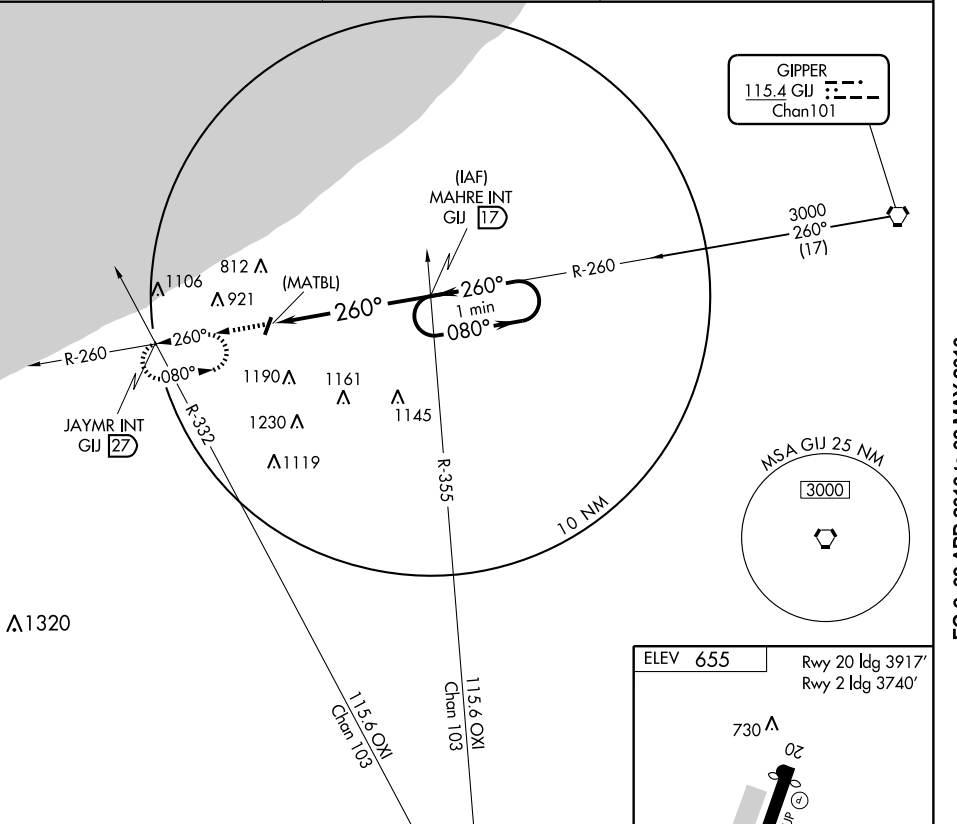 GIPPER
115.4 GIJ
Chan101
(IAF)
MAHRE INT
GIJ 17
3000
260°
(17)
R-260
1106
812
921
(MATBL)
260°
260°
1 min
080°
260°
R-260
080°
1190
1161
1145
1230
1119
JAYMR INT
GIJ 27
R-332
R-355
10 NM
MSA GIJ 25 NM
3000
1320
115.6 OXI
Chan 103
115.6 OXI
Chan 103
ELEV 655
Rwy 20 ldg 3917'
Rwy 2 ldg 3740'
730
20
P